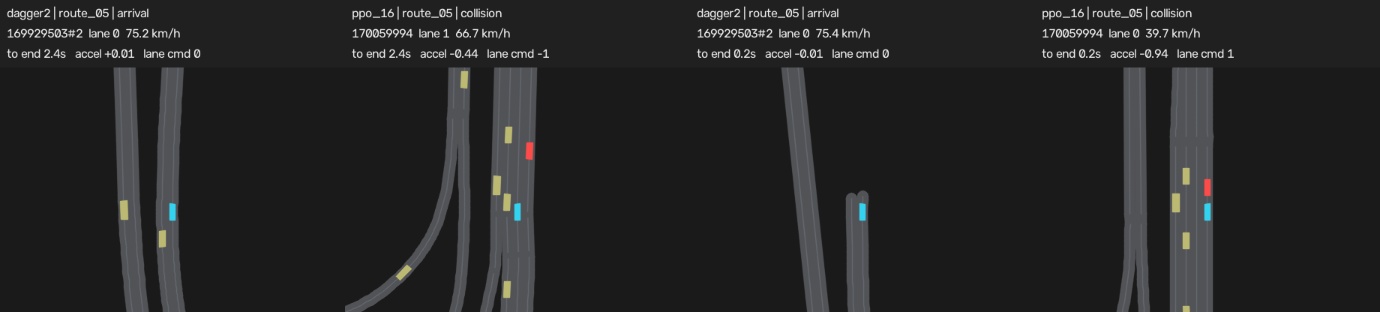 dagger2 | route_05 | arrival
169929503#2 lane 0 75.2 km/h
to end 2.4s accel +0.01 lane cmd 0
ppo_16 | route_05 | collision
170059994 lane 1 66.7 km/h
to end 2.4s accel -0.44 lane cmd -1
dagger2 | route_05 | arrival
169929503#2 lane 0 75.4 km/h
to end 0.2s accel -0.01 lane cmd 0
ppo_16 | route_05 | collision
170059994 lane 0 39.7 km/h
to end 0.2s accel -0.94 lane cmd 1